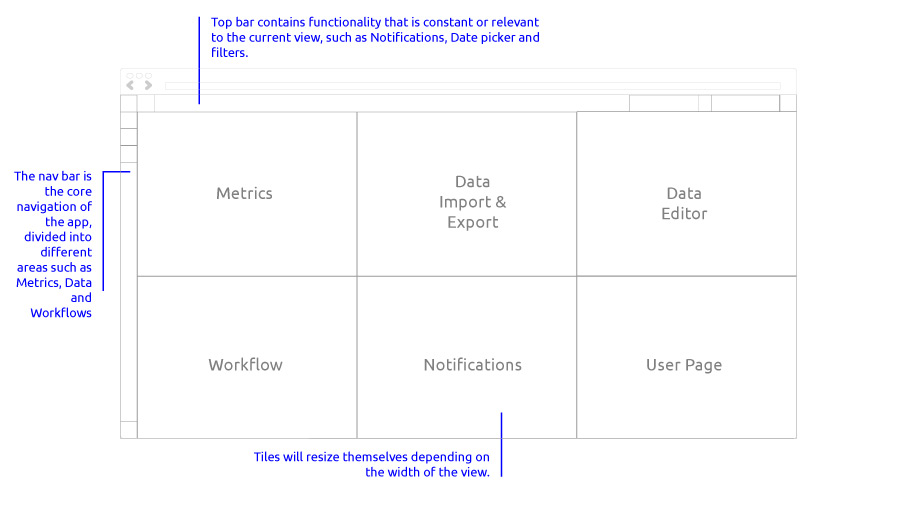 Top bar contains functionality that is constant or relevant
to the current view, such as Notifications, Date picker and
filters.
The nav bar is
the core
navigation of
the app,
divided into
different
areas such as
Metrics, Data
and
Workflows
Metrics
Data
Import &
Export
Data
Editor
Workflow
Notifications
User Page
Tiles will resize themselves depending on
the width of the view.